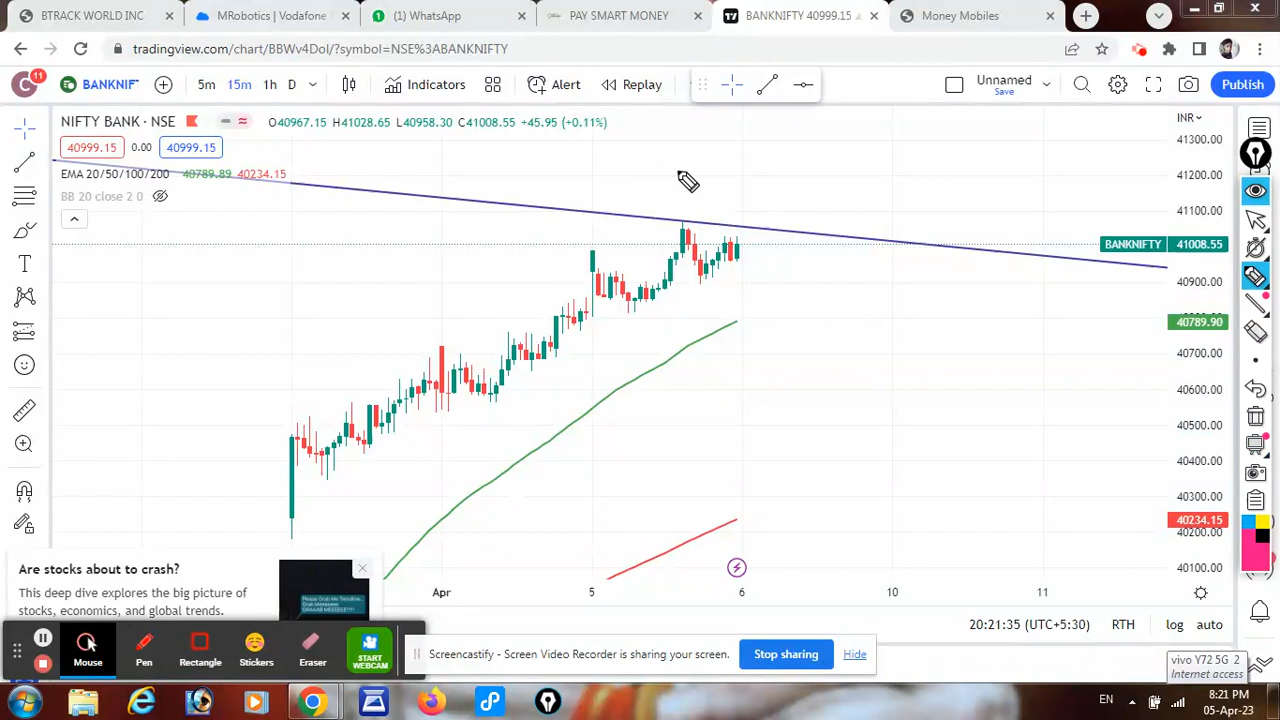 BTRACK WORLD INC
MRobotics | Vodafone
(1) WhatsApp
PAY SMART MONEY
BANKNIFTY 40999.15
Money Mobiles
tradingview.com/chart/BBWv4Dol/?symbol=NSE%3ABANKNIFTY
C
11
BANKNIF
5m
15m
1h
D
Indicators
Alert
Replay
Unnamed
Save
Publish
NIFTY BANK · NSE
O40967.15 H41028.65 L40958.30 C41008.55 +45.95 (+0.11%)
INR
40999.15
0.00
40999.15
EMA 20/50/100/200 40789.89 40234.15
BB 20 close 2 0
41300.00
41200.00
41100.00
BANKNIFTY 41008.55
40900.00
40789.90
40700.00
40600.00
40500.00
40400.00
40300.00
40234.15
40200.00
40100.00
Apr
5
6
10
11
Are stocks about to crash?
This deep dive explores the big picture of
stocks, economics, and global trends.
20:21:35 (UTC+5:30)
RTH
log
auto
Mouse
Pen
Rectangle
Stickers
Eraser
START
WEBCAM
Screencastify - Screen Video Recorder is sharing your screen.
Stop sharing
Hide
vivo Y72 5G 2
Internet access
EN
8:21 PM
05-Apr-23